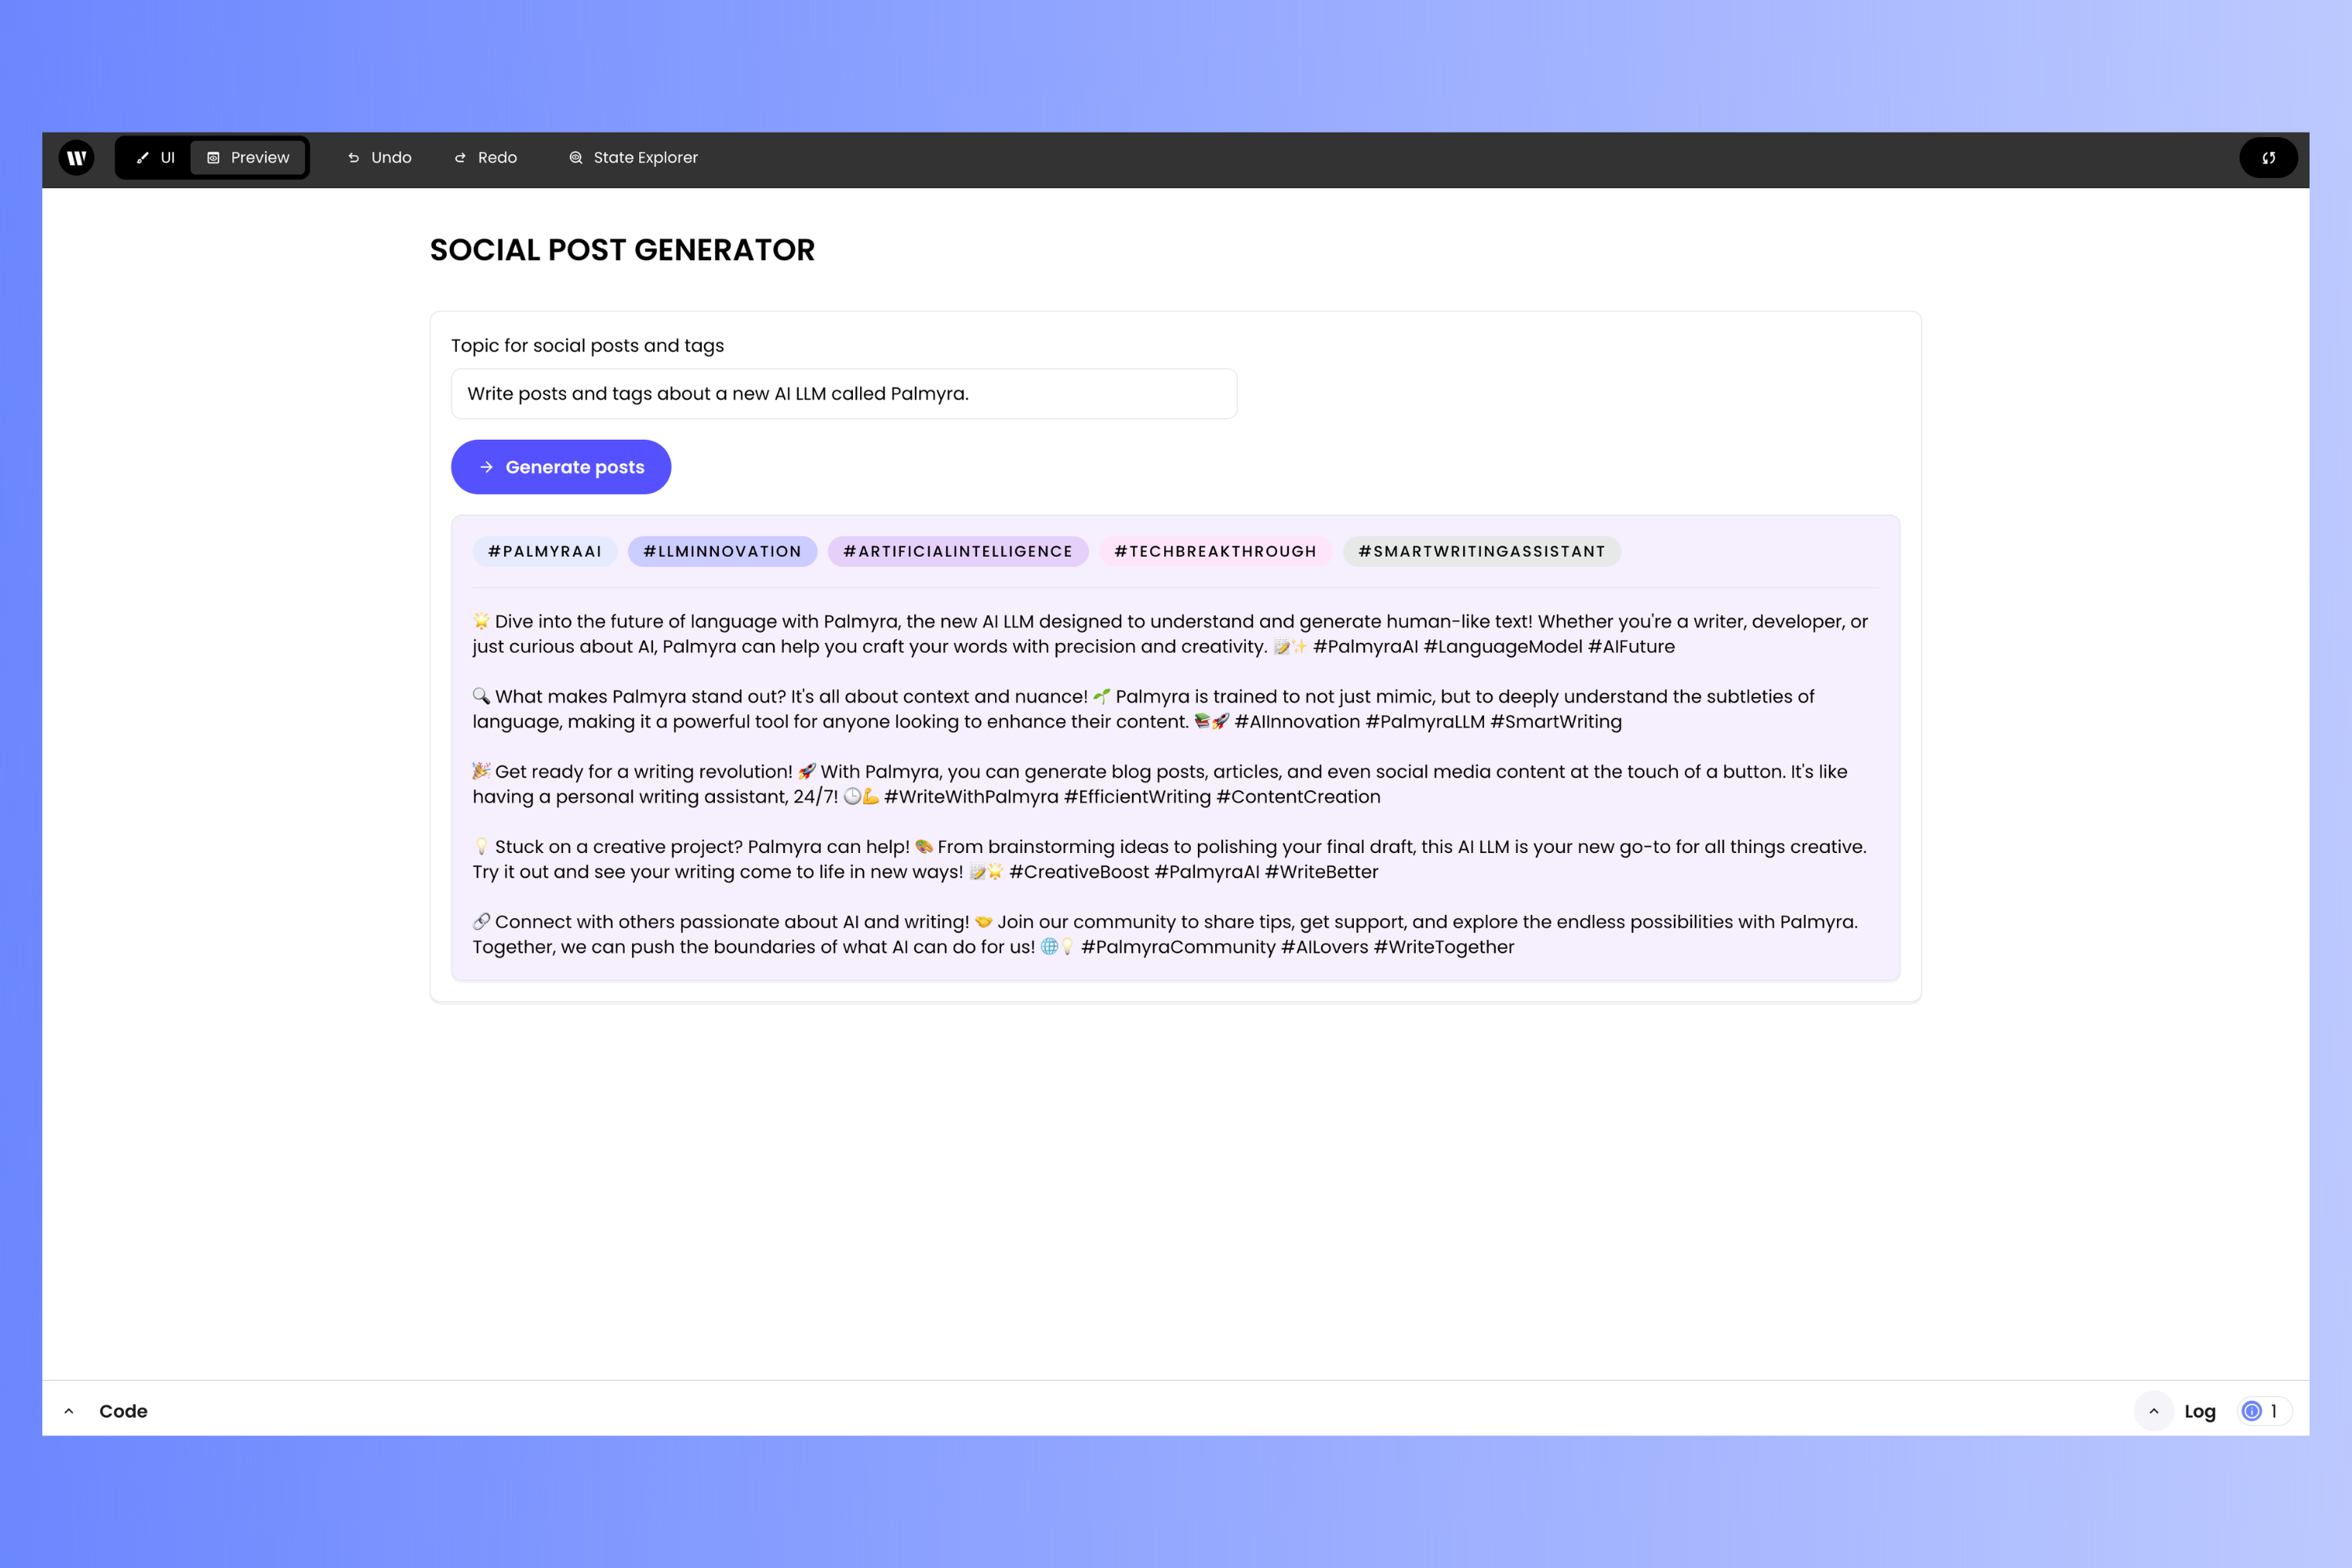 W UI Preview Undo Redo State Explorer
SOCIAL POST GENERATOR
Topic for social posts and tags
Write posts and tags about a new AI LLM called Palmyra.
→ Generate posts
#PALMYRAAI #LLMINNOVATION #ARTIFICIALINTELLIGENCE #TECHBREAKTHROUGH #SMARTWRITINGASSISTANT
🌟 Dive into the future of language with Palmyra, the new AI LLM designed to understand and generate human-like text! Whether you're a writer, developer, or
just curious about AI, Palmyra can help you craft your words with precision and creativity. 📝✨ #PalmyraAI #LanguageModel #AIFuture
🔍 What makes Palmyra stand out? It's all about context and nuance! 🌱 Palmyra is trained to not just mimic, but to deeply understand the subtleties of
language, making it a powerful tool for anyone looking to enhance their content. 📚🚀 #AIInnovation #PalmyraLLM #SmartWriting
🎉 Get ready for a writing revolution! 🚀 With Palmyra, you can generate blog posts, articles, and even social media content at the touch of a button. It's like
having a personal writing assistant, 24/7! 🕒💪 #WriteWithPalmyra #EfficientWriting #ContentCreation
💡 Stuck on a creative project? Palmyra can help! 🎨 From brainstorming ideas to polishing your final draft, this AI LLM is your new go-to for all things creative.
Try it out and see your writing come to life in new ways! 📝🌟 #CreativeBoost #PalmyraAI #WriteBetter
🔗 Connect with others passionate about AI and writing! 🤝 Join our community to share tips, get support, and explore the endless possibilities with Palmyra.
Together, we can push the boundaries of what AI can do for us! 🌐💡 #PalmyraCommunity #AILovers #WriteTogether
Code Log 1